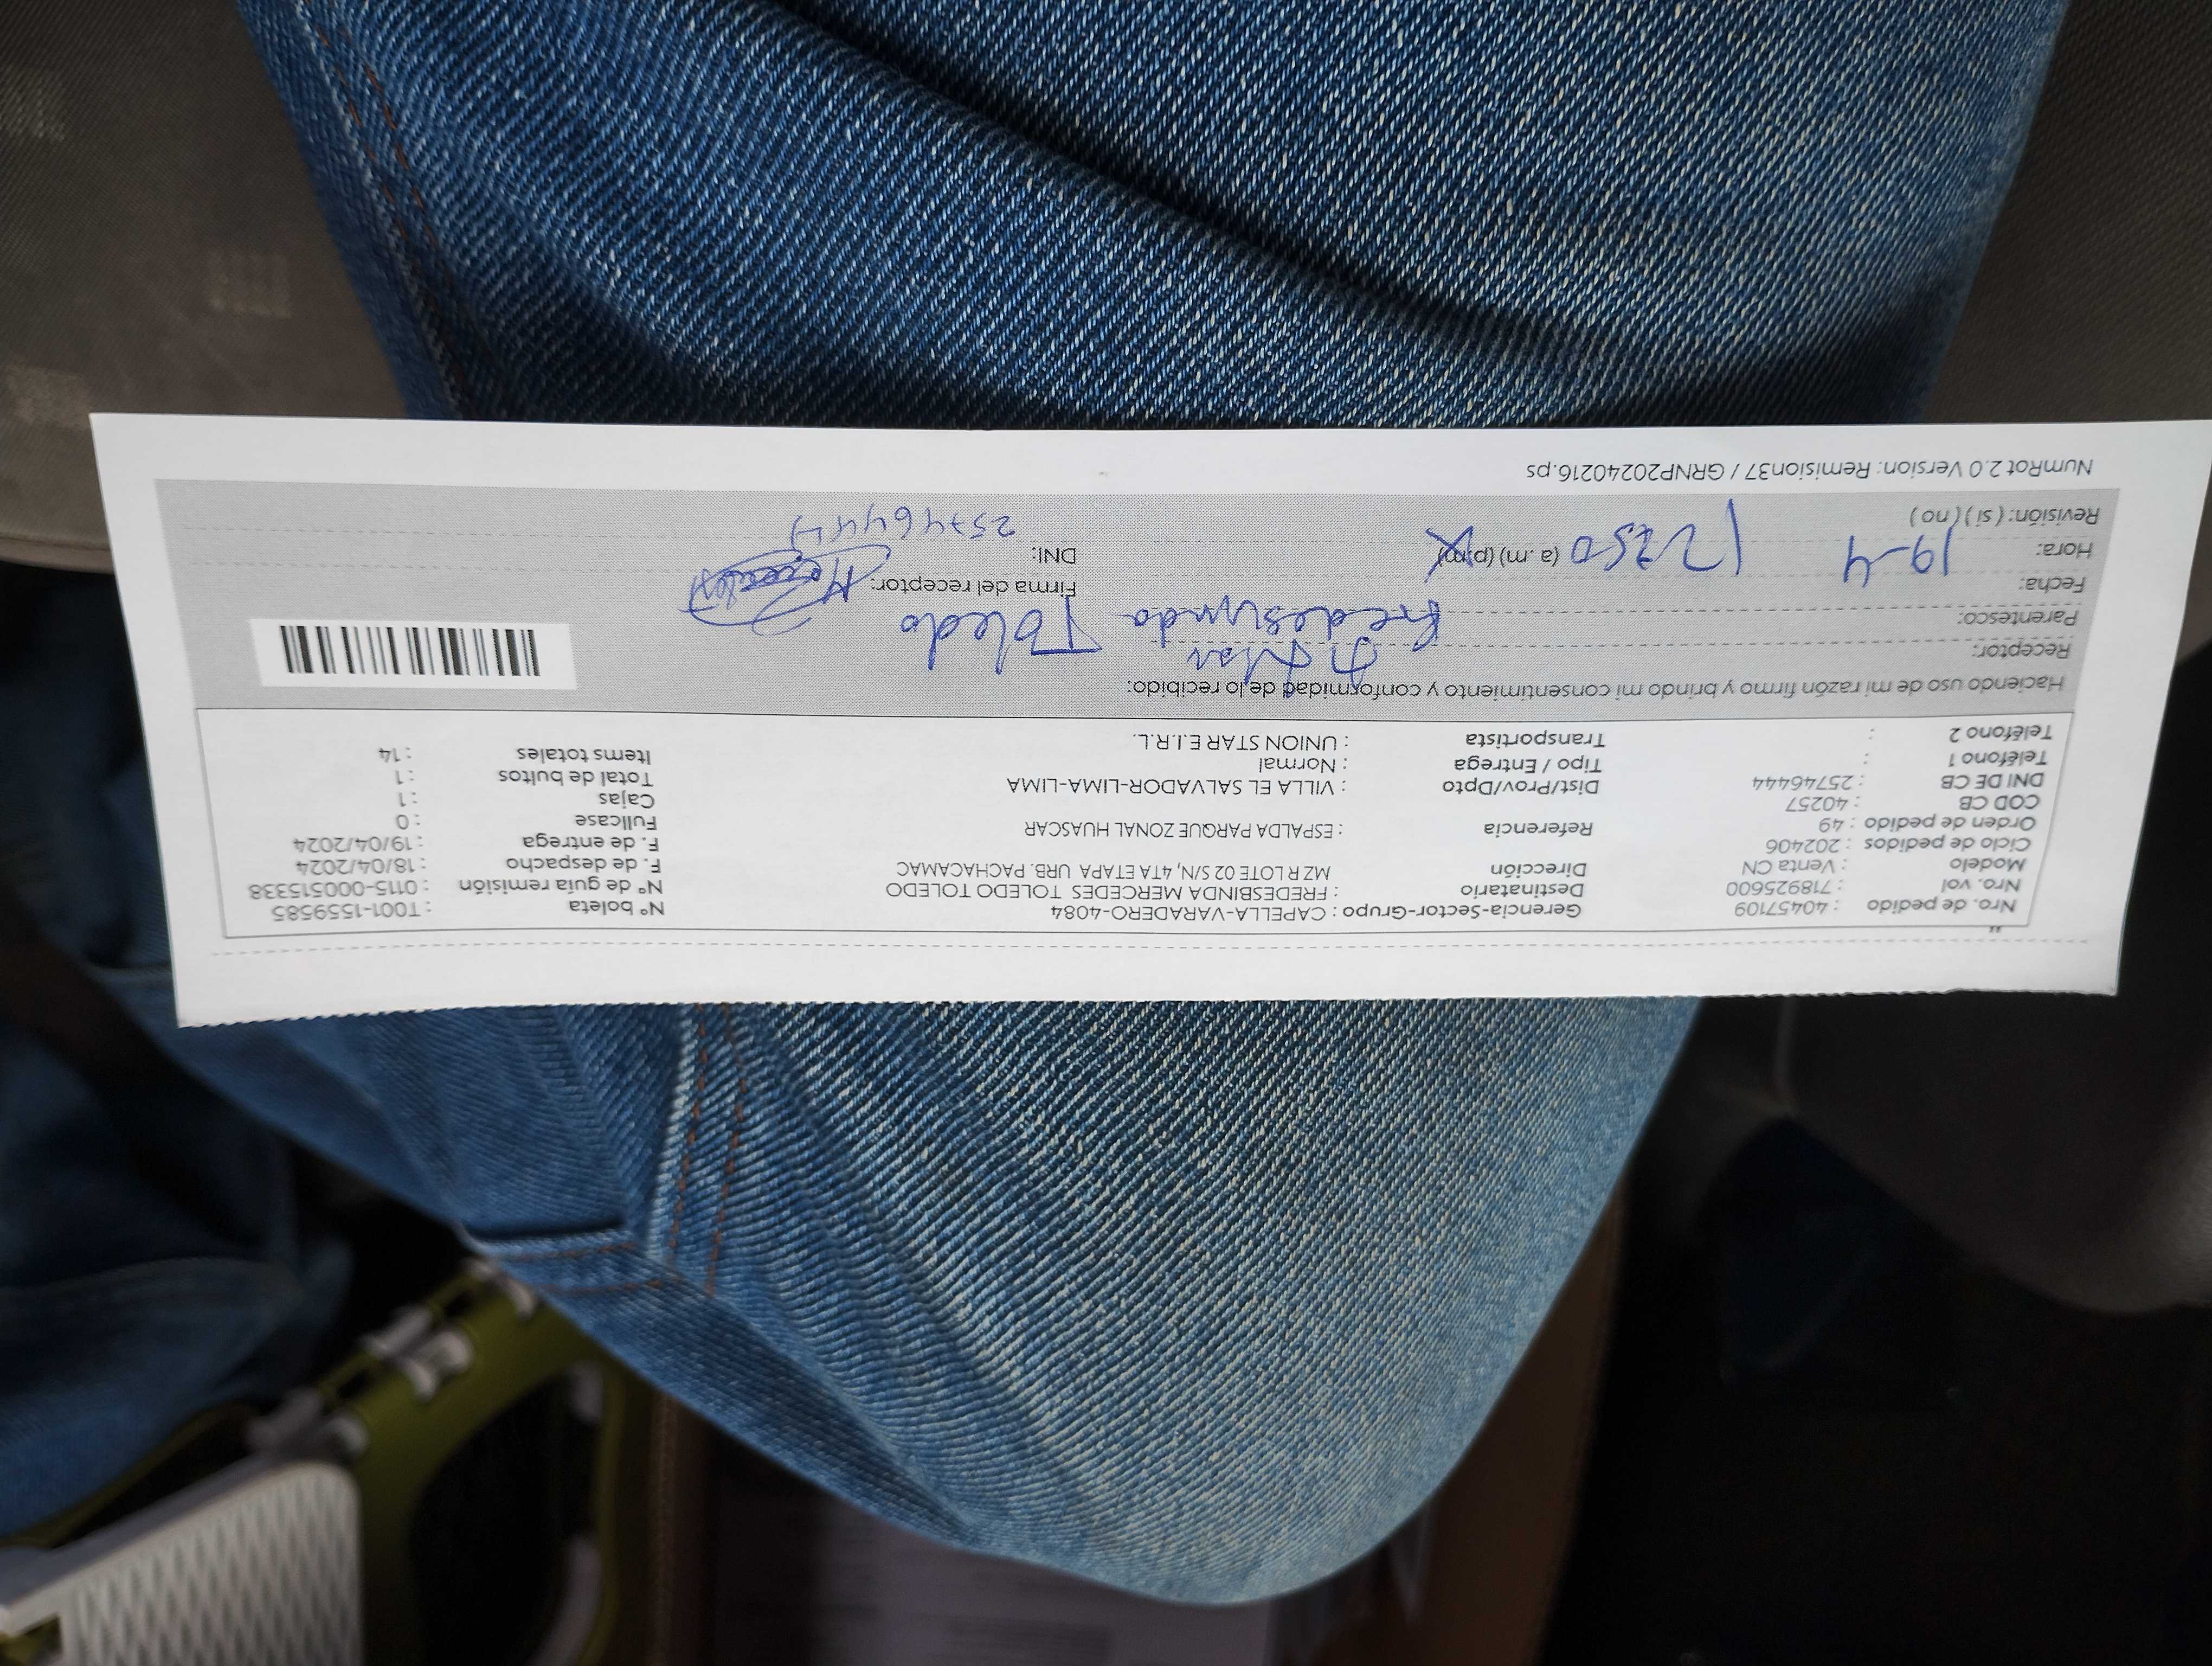 Nro. de pedido : 40457109 Gerencia-Sector-Grupo : CAPELLA-VARADERO-4084 N° boleta : T001-1559585
Nro. vol : 718925600 Destinatario : FREDESBINDA MERCEDES TOLEDO TOLEDO N° de guía remisión : 0115-000515338
Modelo : Venta CN Dirección MZ R LOTE 02 S/N, 4TA ETAPA URB. PACHACAMAC F. de despacho : 18/04/2024
Ciclo de pedidos : 202406 F. de entrega : 19/04/2024
Orden de pedido : 49 Referencia : ESPALDA PARQUE ZONAL HUASCAR Fullcase : 0
COD CB : 40257 Cajas : 1
DNI DE CB : 25746444 Dist/Prov/Dpto : VILLA EL SALVADOR-LIMA-LIMA Total de bultos : 1
Teléfono 1 : Tipo / Entrega : Normal Items totales : 14
Teléfono 2 : Transportista : UNION STAR E.I.R.L.
Haciendo uso de mi razón firmo y brindo mi consentimiento y conformidad de lo recibido:
Receptor:
Parentesco: Toledo
Fecha: 19-4 Firma del receptor:
Hora: 12:50 (a.m) (p.m) DNI: 25746444
Revisión: ( si ) ( no )
NumRot 2.0 Version: Remision37 / GRNP20240216.ps